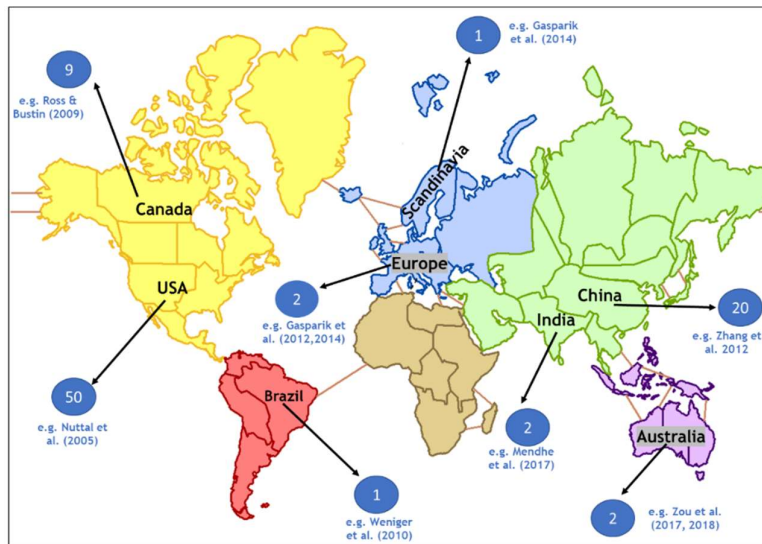 1
e.g. Gasparik
et al.
(2014)
9
e.g. Ross &
Bustin (2009)
Canada
Scandinavia
USA
Europe
2
e.g. Gasparik et
al. (2012,2014)
China
20
e.g. Zhang et
al. 2012
India
50
e.g. Nuttal et
al. (2005)
Brazil
2
e.g. Mendhe
et al. (2017)
Australia
1
e.g. Weniger
et al. (2010)
2
e.g. Zou et al.
(2017, 2018)